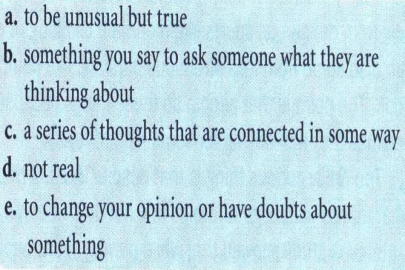 a. to be unusual but true
b. something you say to ask someone what they are
thinking about
c. a series of thoughts that are connected in some way
d. not real
e. to change your opinion or have doubts about
something